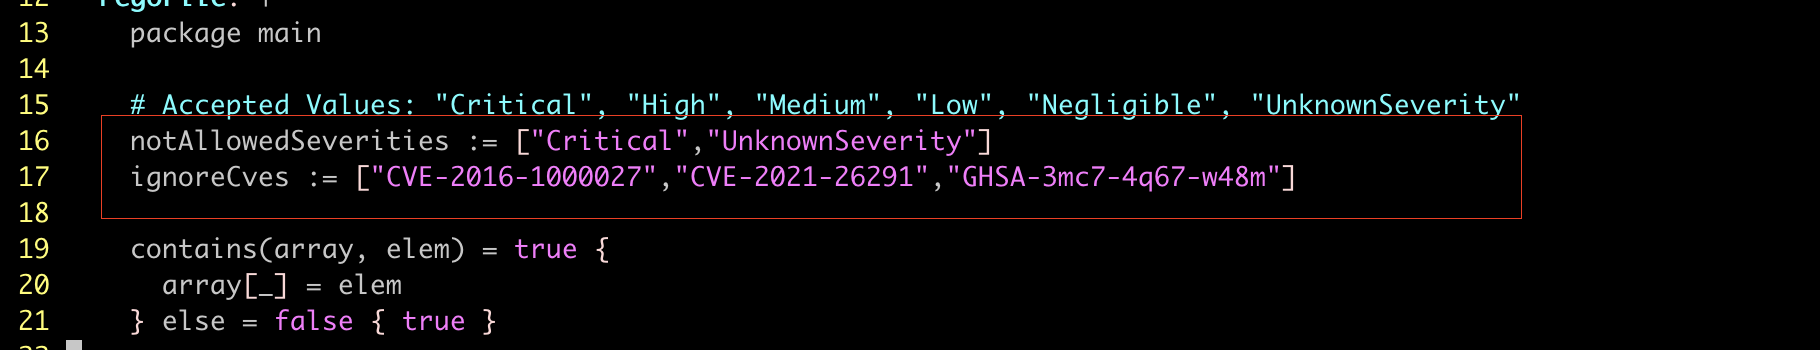 12   regoFile: |
13     package main
14
15     # Accepted Values: "Critical", "High", "Medium", "Low", "Negligible", "UnknownSeverity"
16     notAllowedSeverities := ["Critical","UnknownSeverity"]
17     ignoreCves := ["CVE-2016-1000027","CVE-2021-26291","GHSA-3mc7-4q67-w48m"]
18
19     contains(array, elem) = true {
20       array[_] = elem
21     } else = false { true }
22